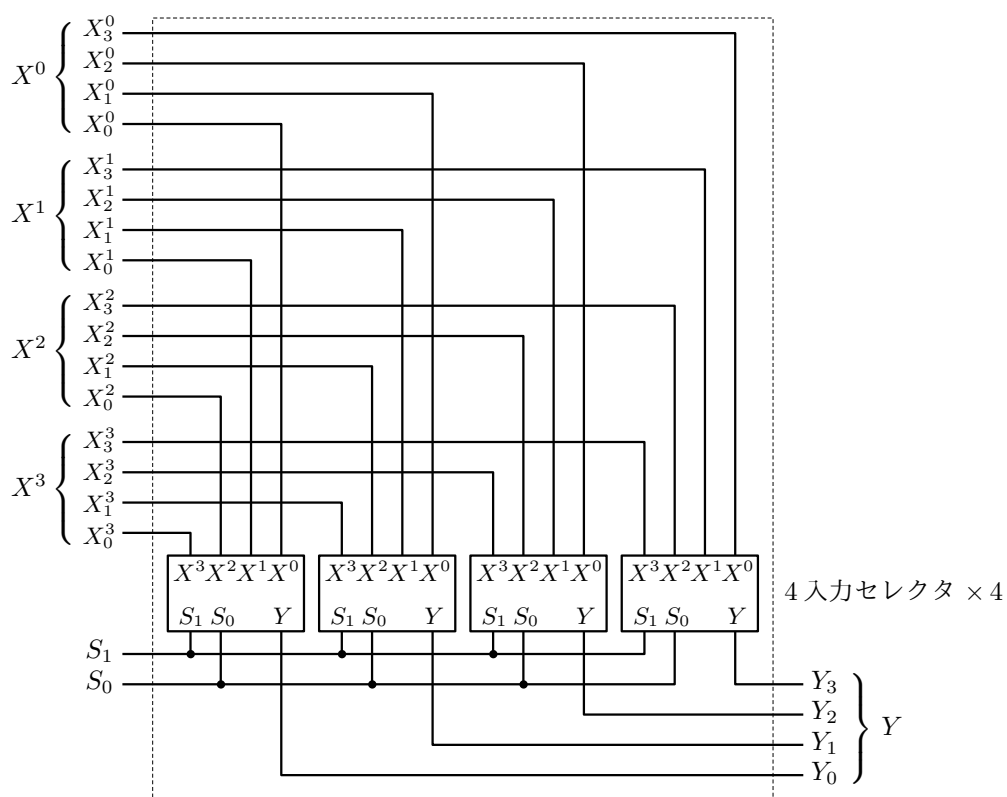 X^0
X_3^0
X_2^0
X_1^0
X_0^0
X^1
X_3^1
X_2^1
X_1^1
X_0^1
X^2
X_3^2
X_2^2
X_1^2
X_0^2
X^3
X_3^3
X_2^3
X_1^3
X_0^3
X^3 X^2 X^1 X^0
S_1 S_0 Y
X^3 X^2 X^1 X^0
S_1 S_0 Y
X^3 X^2 X^1 X^0
S_1 S_0 Y
X^3 X^2 X^1 X^0
S_1 S_0 Y
4 入力セレクタ × 4
S_1
S_0
Y_3
Y_2
Y_1
Y_0
Y